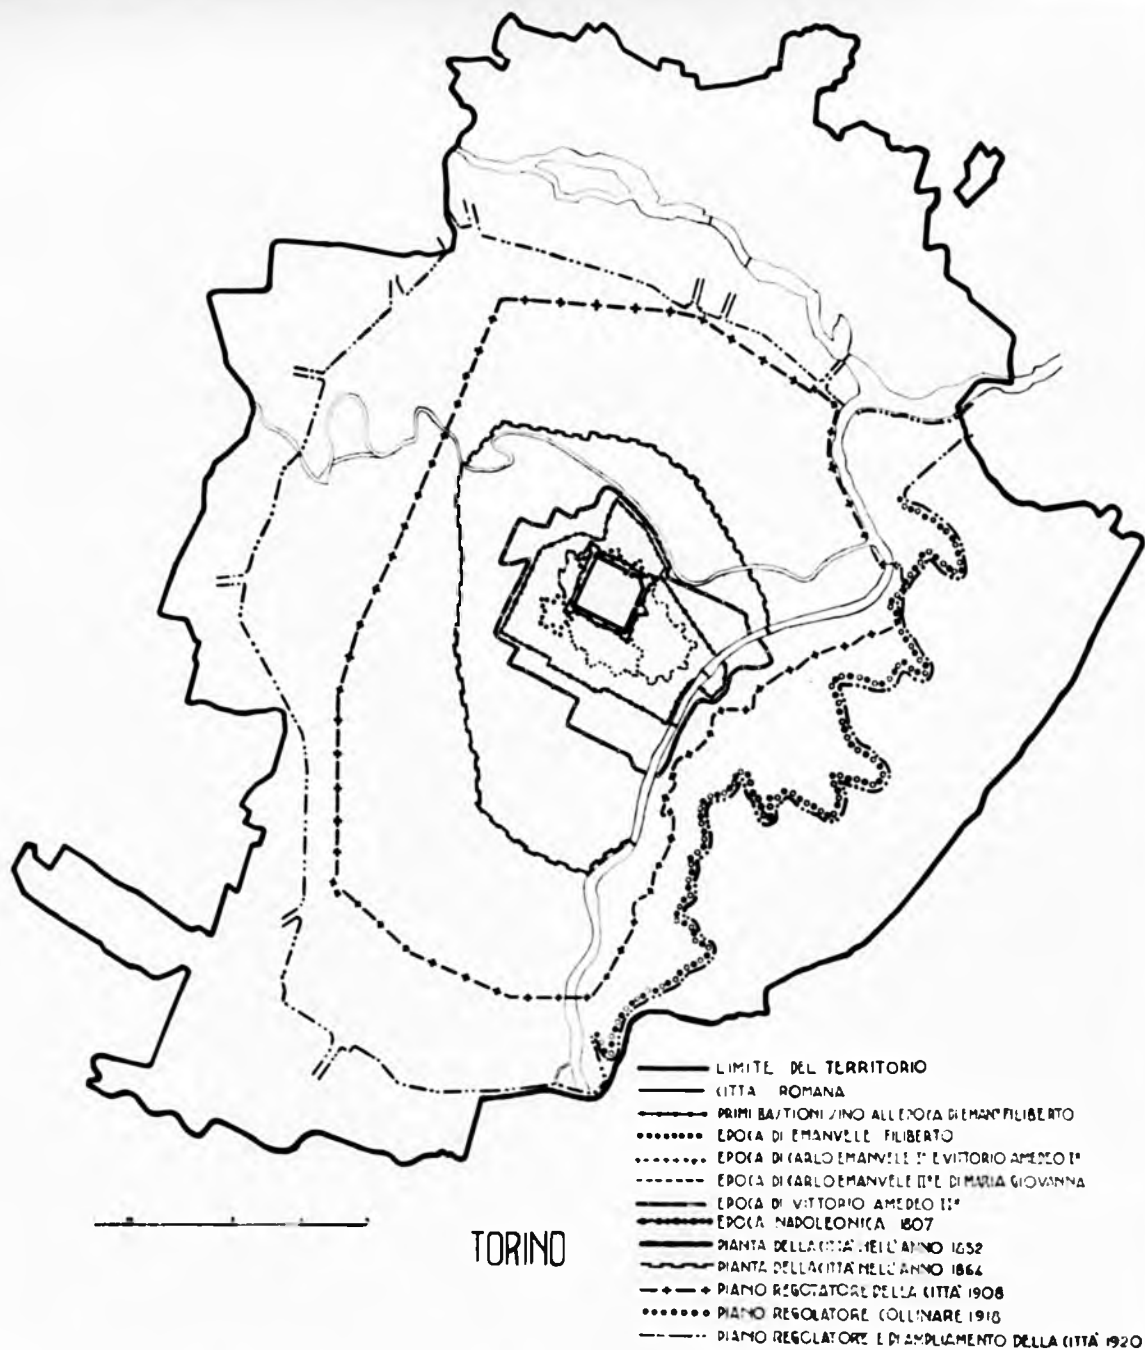 TORINO
LIMITE DEL TERRITORIO
CITTA ROMANA
PRIMI BASTIONI SINO ALL'EPOCA DI EMAN. FILIBERTO
EPOCA DI EMANVELE FILIBERTO
EPOCA DI CARLO EMANVELE I° E VITTORIO AMEDEO I°
EPOCA DI CARLO EMANVELE II° E DI MARIA GIOVANNA
EPOCA DI VITTORIO AMEDEO II°
EPOCA NAPOLEONICA 1807
PIANTA DELLA CITTA' NELL'ANNO 1852
PIANTA DELLA CITTA' NELL'ANNO 1864
PIANO REGOLATORE DELLA CITTA' 1908
PIANO REGOLATORE COLLINARE 1918
PIANO REGOLATORE E DI AMPLIAMENTO DELLA CITTA' 1920